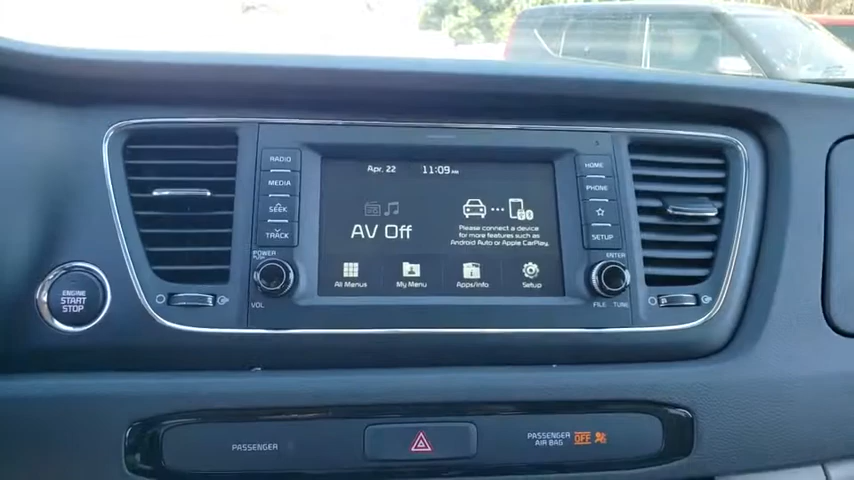 Apr. 22 11:09 AM
RADIO
MEDIA
SEEK
TRACK
POWER
PUSH
VOL
AV Off
Please connect a device
for more features such as
Android Auto or Apple CarPlay.
All Menus
My Menu
Apps/Info
Setup
HOME
PHONE
SETUP
ENTER
FILE TUNE
ENGINE
START
STOP
PASSENGER
PASSENGER
AIR BAG
OFF